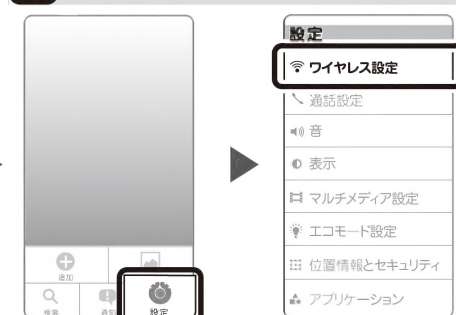 追加
検索
通知
設定
設定
ワイヤレス設定
通話設定
音
表示
マルチメディア設定
エコモード設定
位置情報とセキュリティ
アプリケーション